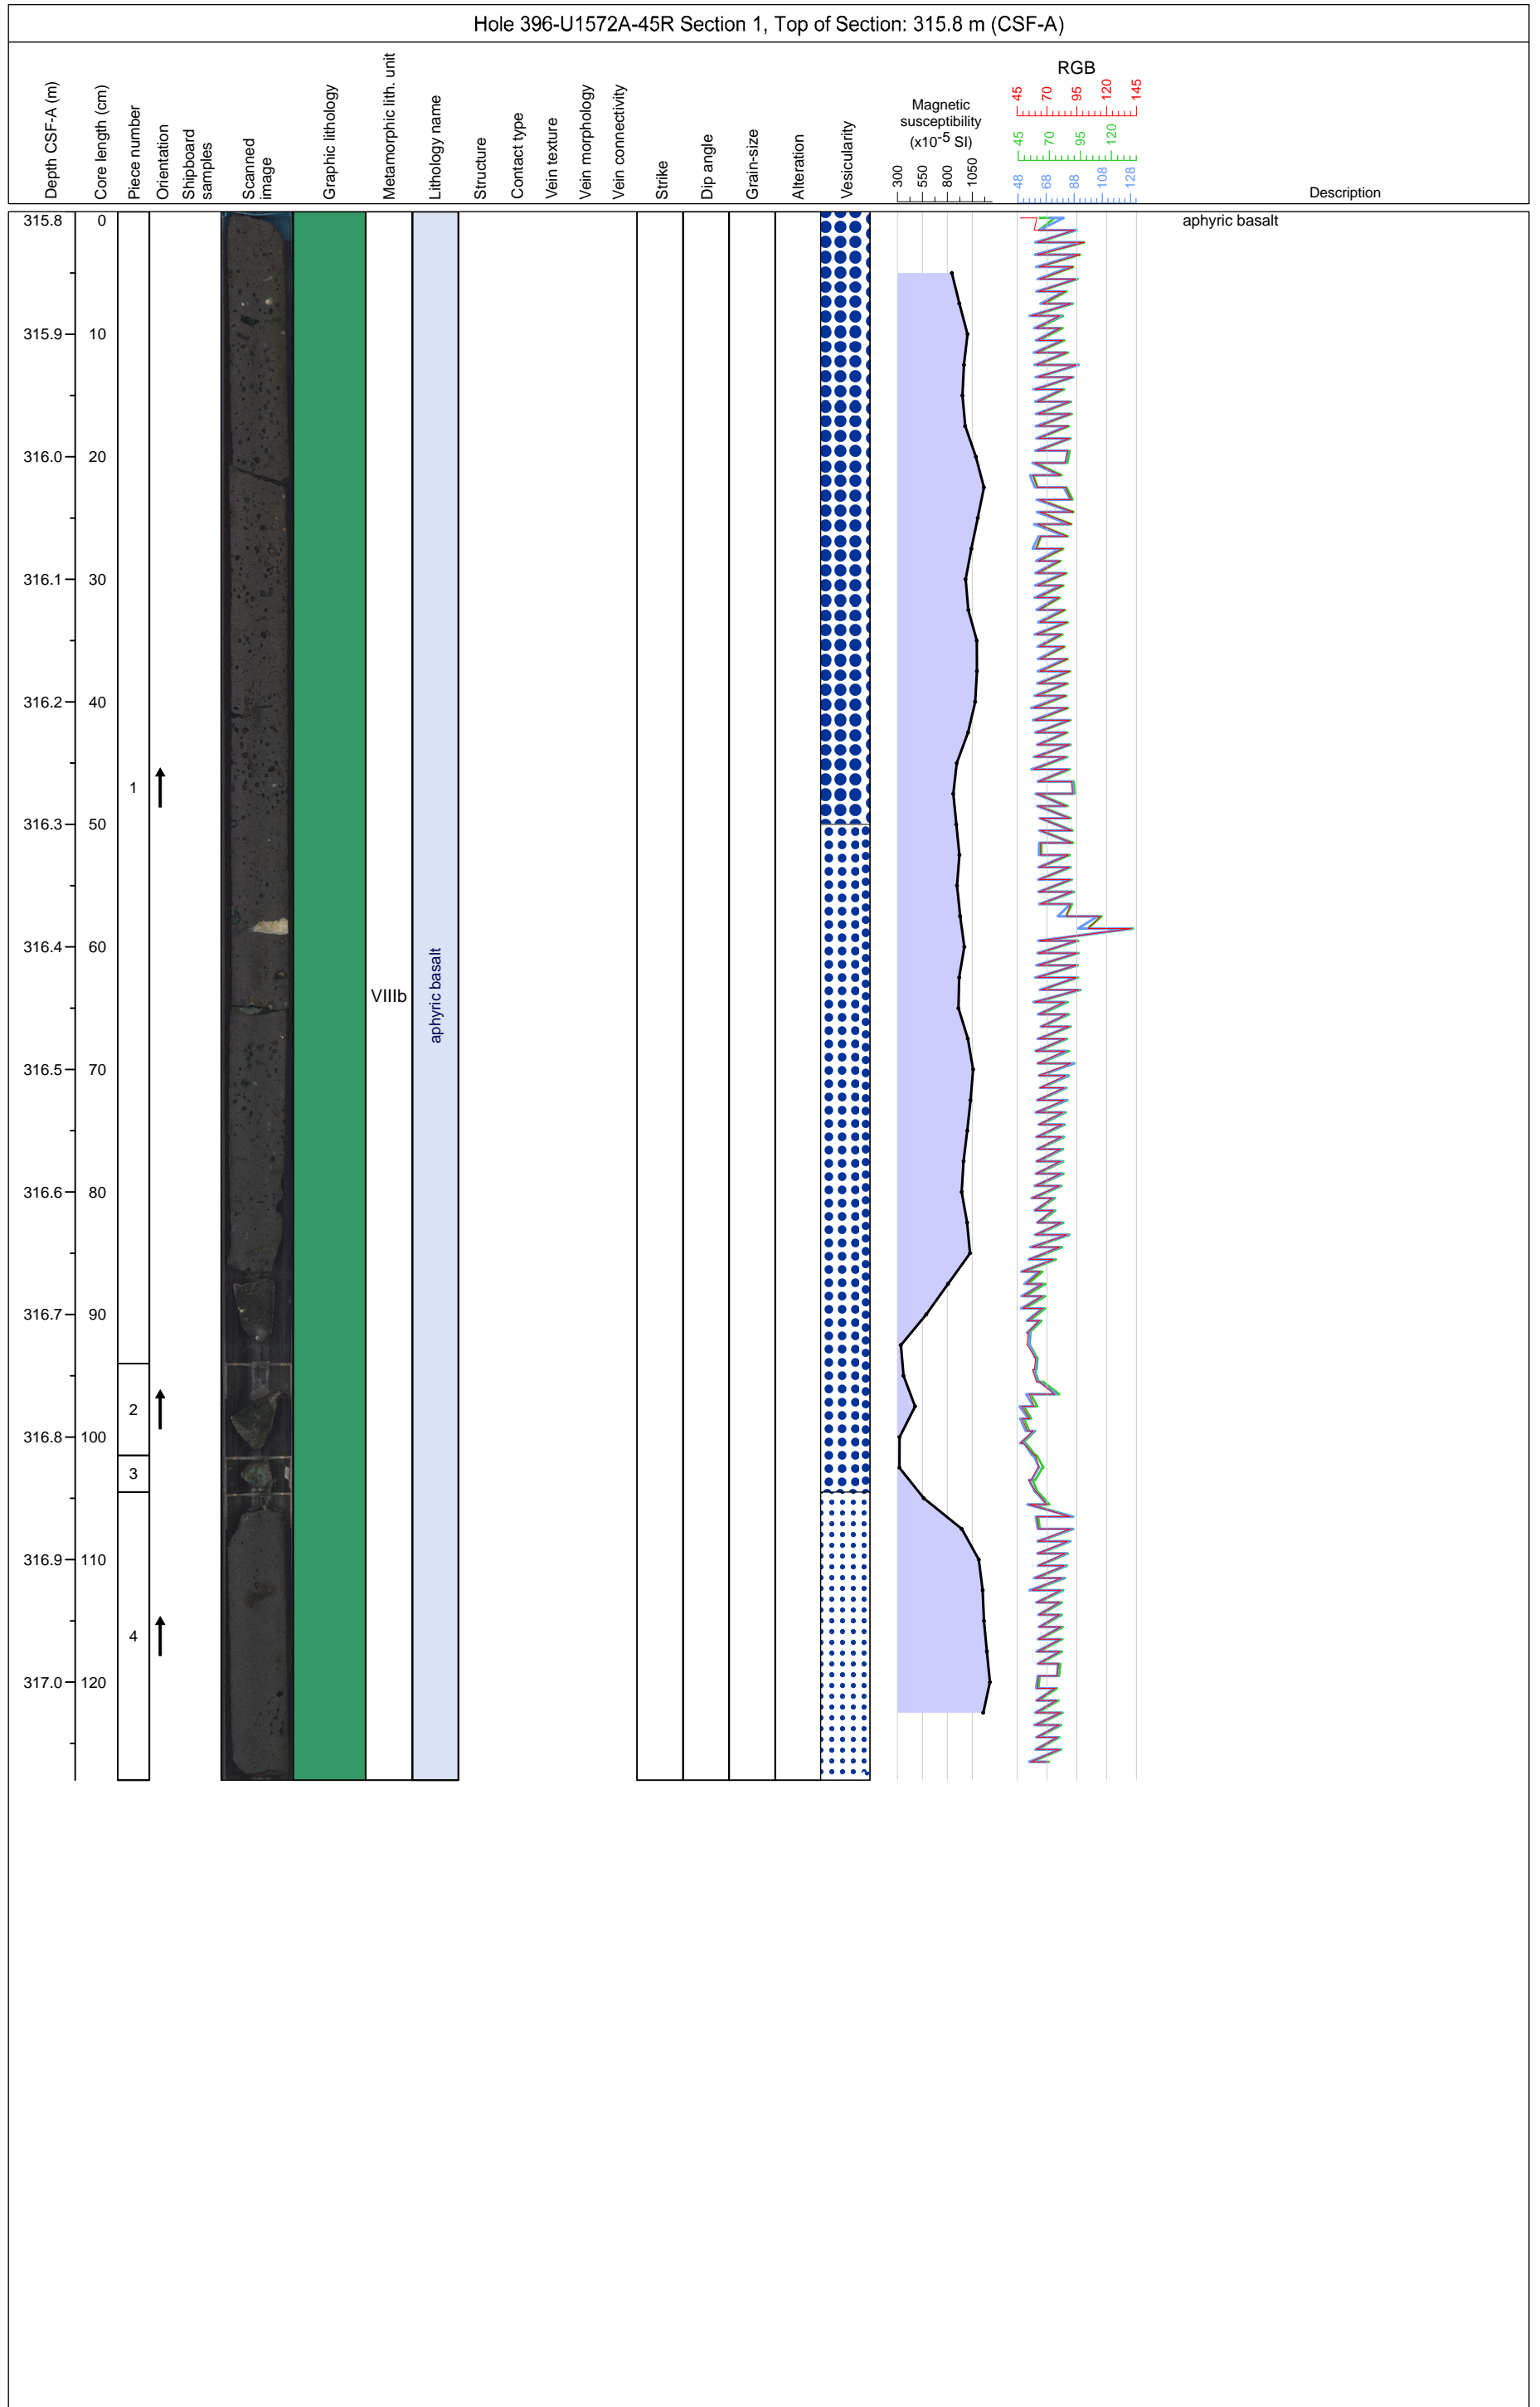 Hole 396-U1572A-45R Section 1, Top of Section: 315.8 m (CSF-A)
Depth CSF-A (m)
Core length (cm)
Piece number
Orientation
Shipboard
samples
Scanned
image
Graphic lithology
Metamorphic lith. unit
Lithology name
Structure
Contact type
Vein texture
Vein morphology
Vein connectivity
Strike
Dip angle
Grain-size
Alteration
Vesicularity
Magnetic
susceptibility
(x10-5 SI)
300 550 800 1050
RGB
45 70 95 120 145
45 70 95 120
48 68 88 108 128
Description
315.8 0
aphyric basalt
315.9 10
316.0 20
316.1 30
316.2 40
1
316.3 50
316.4 60
VIIIb
aphyric basalt
316.5 70
316.6 80
316.7 90
2
316.8 100
3
316.9 110
4
317.0 120